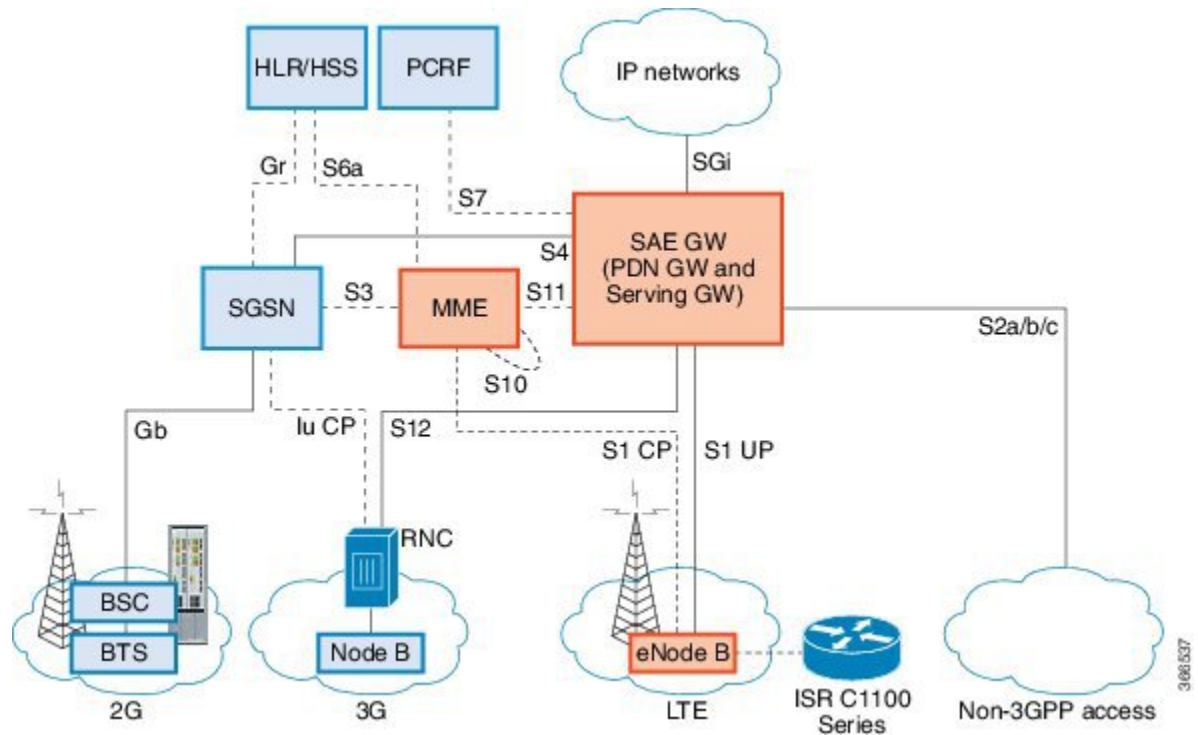 HLR/HSS
PCRF
IP networks
Gr
S6a
SGi
S7
S4
SAE GW
(PDN GW and
Serving GW)
SGSN
S3
MME
S11
S2a/b/c
S10
Gb
Iu CP
S12
S1 CP
S1 UP
RNC
BSC
BTS
Node B
eNode B
2G
3G
LTE
ISR C1100
Series
Non-3GPP access
366537